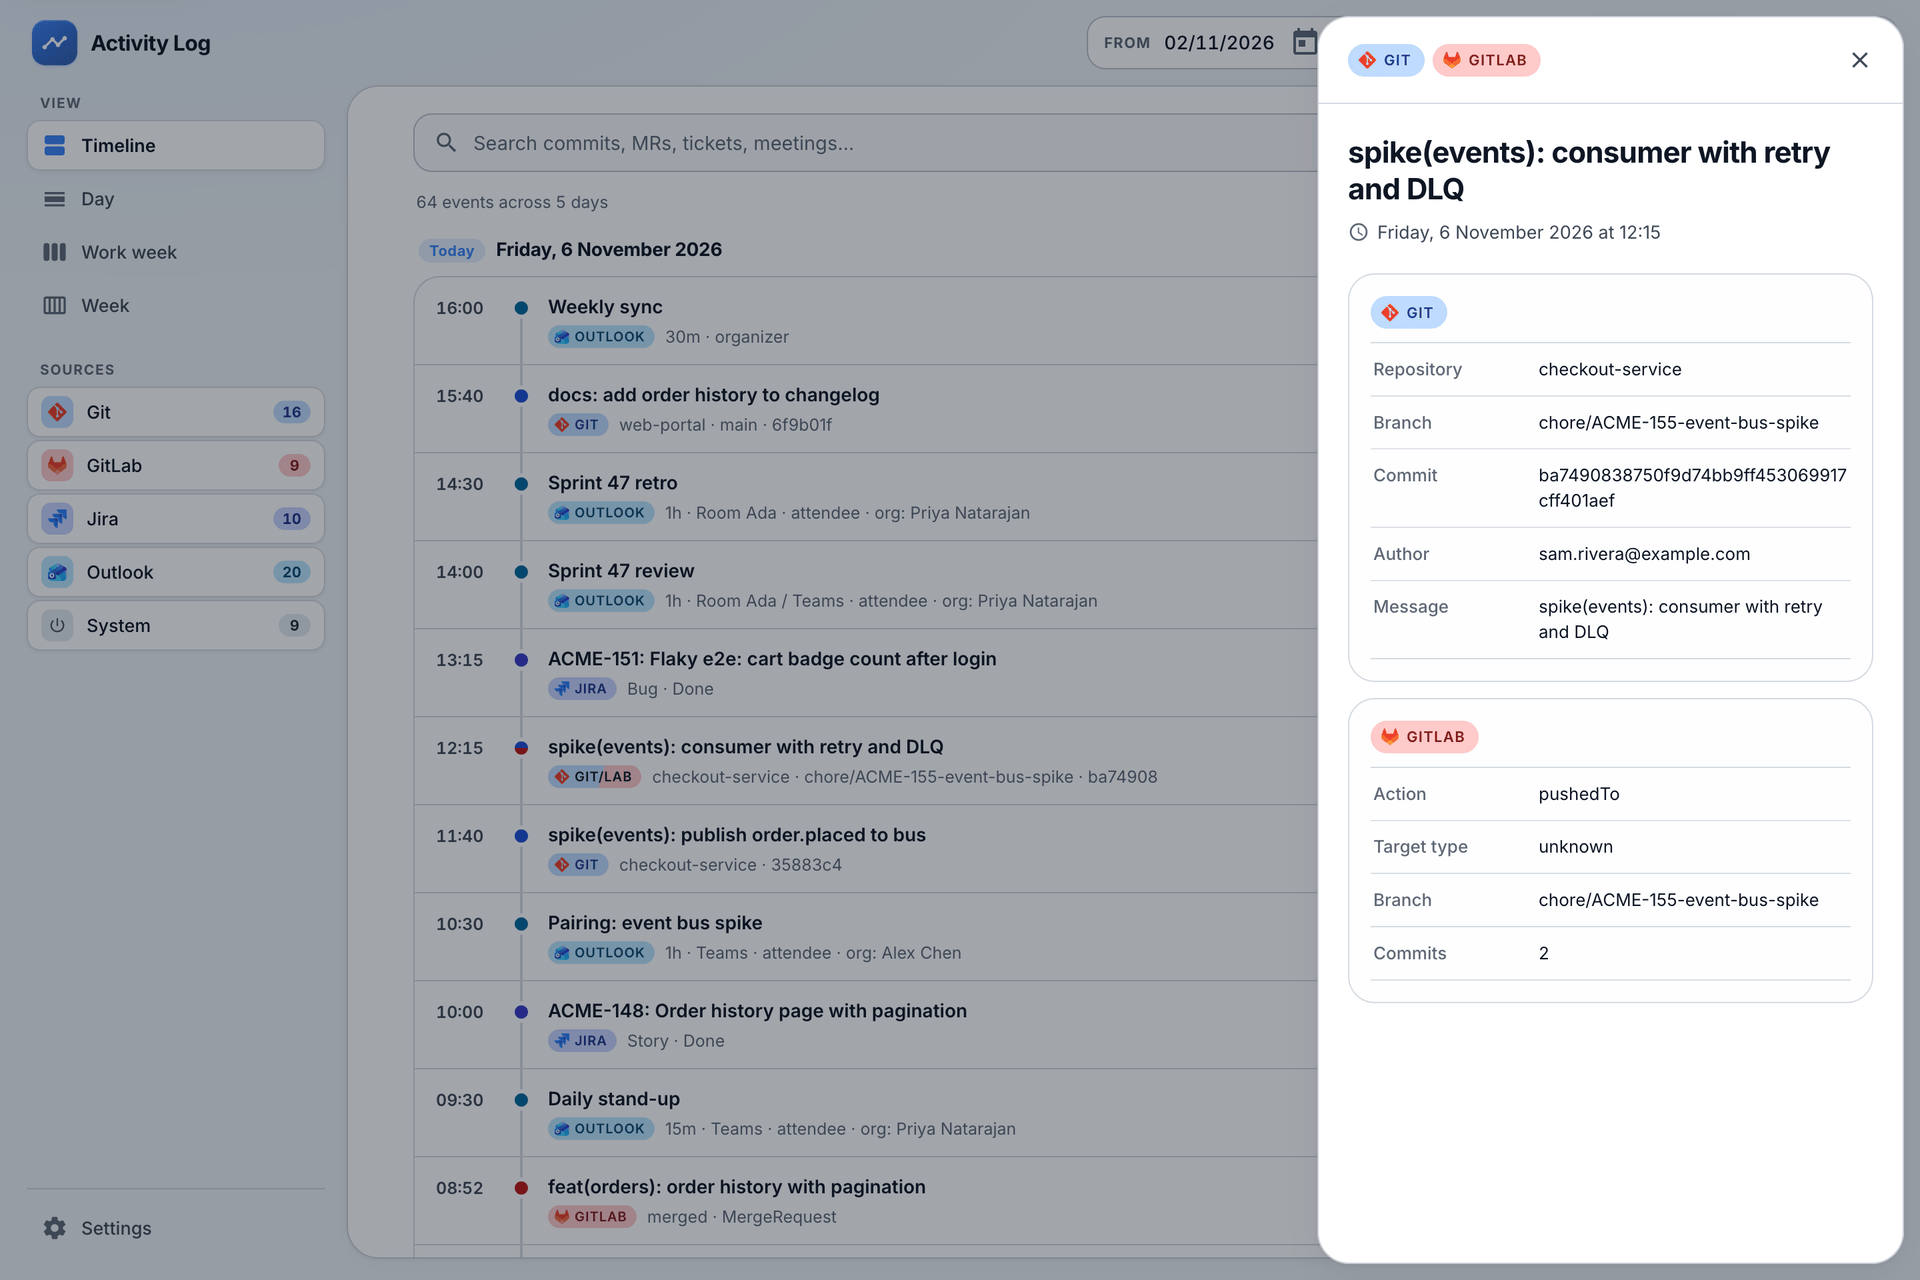 Activity Log
FROM 02/11/2026
VIEW
Timeline
Day
Work week
Week
SOURCES
Git 16
GitLab 9
Jira 10
Outlook 20
System 9
Settings
Search commits, MRs, tickets, meetings...
64 events across 5 days
Today Friday, 6 November 2026
16:00 Weekly sync
OUTLOOK 30m · organizer
15:40 docs: add order history to changelog
GIT web-portal · main · 6f9b01f
14:30 Sprint 47 retro
OUTLOOK 1h · Room Ada · attendee · org: Priya Natarajan
14:00 Sprint 47 review
OUTLOOK 1h · Room Ada / Teams · attendee · org: Priya Natarajan
13:15 ACME-151: Flaky e2e: cart badge count after login
JIRA Bug · Done
12:15 spike(events): consumer with retry and DLQ
GIT/LAB checkout-service · chore/ACME-155-event-bus-spike · ba74908
11:40 spike(events): publish order.placed to bus
GIT checkout-service · 35883c4
10:30 Pairing: event bus spike
OUTLOOK 1h · Teams · attendee · org: Alex Chen
10:00 ACME-148: Order history page with pagination
JIRA Story · Done
09:30 Daily stand-up
OUTLOOK 15m · Teams · attendee · org: Priya Natarajan
08:52 feat(orders): order history with pagination
GITLAB merged · MergeRequest
GIT GITLAB
spike(events): consumer with retry
and DLQ
Friday, 6 November 2026 at 12:15
GIT
Repository checkout-service
Branch chore/ACME-155-event-bus-spike
Commit ba7490838750f9d74bb9ff453069917
cff401aef
Author sam.rivera@example.com
Message spike(events): consumer with retry
and DLQ
GITLAB
Action pushedTo
Target type unknown
Branch chore/ACME-155-event-bus-spike
Commits 2